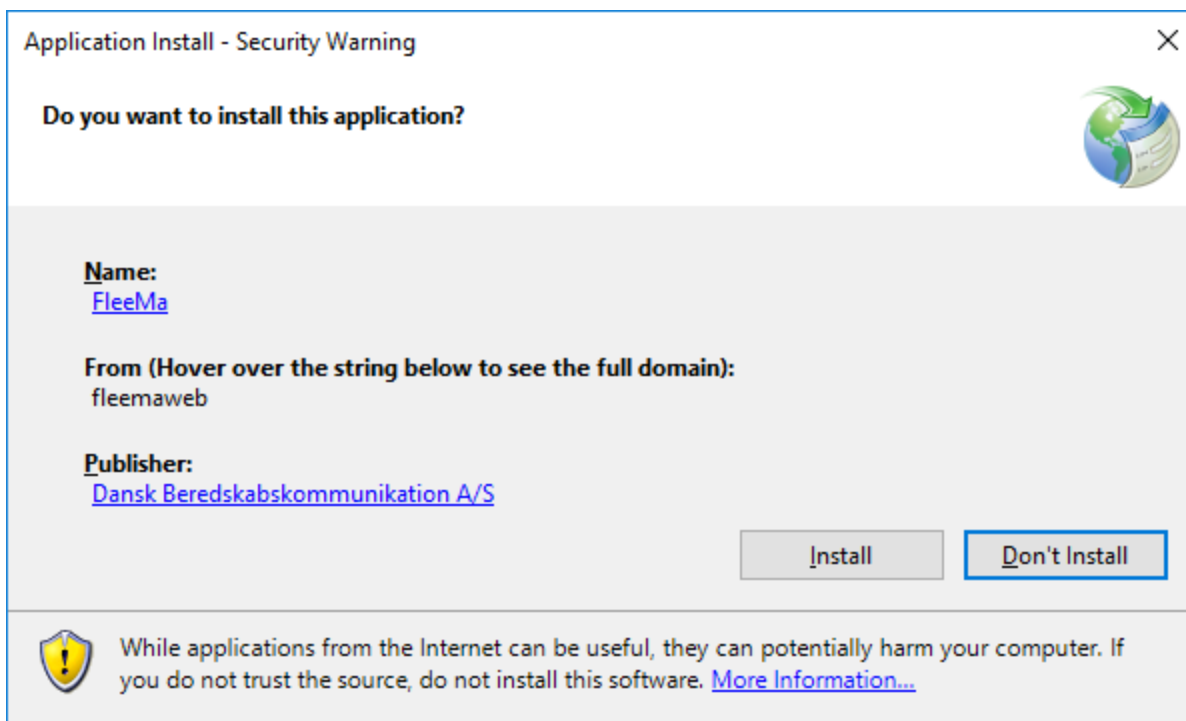 Application Install - Security Warning
Do you want to install this application?
Name:
FleeMa
From (Hover over the string below to see the full domain):
fleemaweb
Publisher:
Dansk Beredskabskommunikation A/S
Install
Don't Install
While applications from the Internet can be useful, they can potentially harm your computer. If
you do not trust the source, do not install this software. More Information...